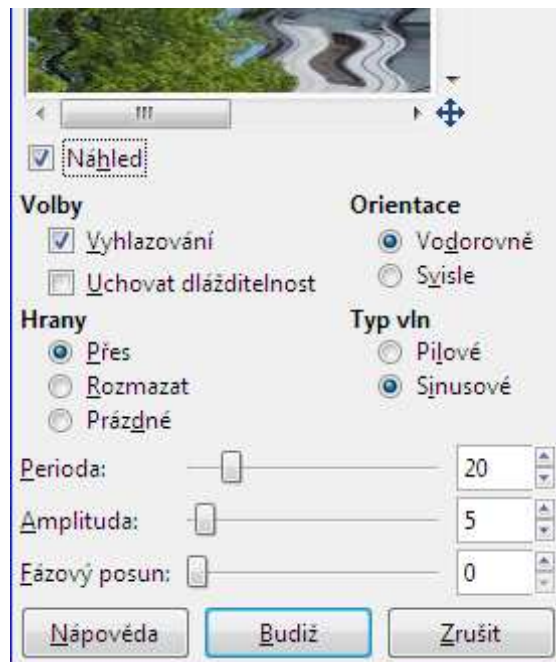 Náhled
Volby
Vyhlazování
Uchovat dlážditelnost
Orientace
Vodorovně
Svisle
Hrany
Přes
Rozmazat
Prázdné
Typ vln
Pilové
Sinusové
Perioda: 20
Amplituda: 5
Fázový posun: 0
Nápověda Budiž Zrušit